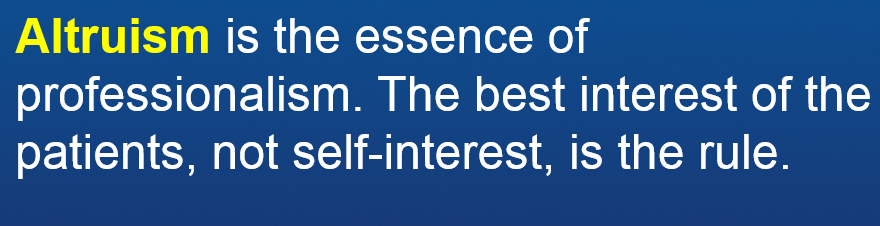 Altruism is the essence of
professionalism. The best interest of the
patients, not self-interest, is the rule.